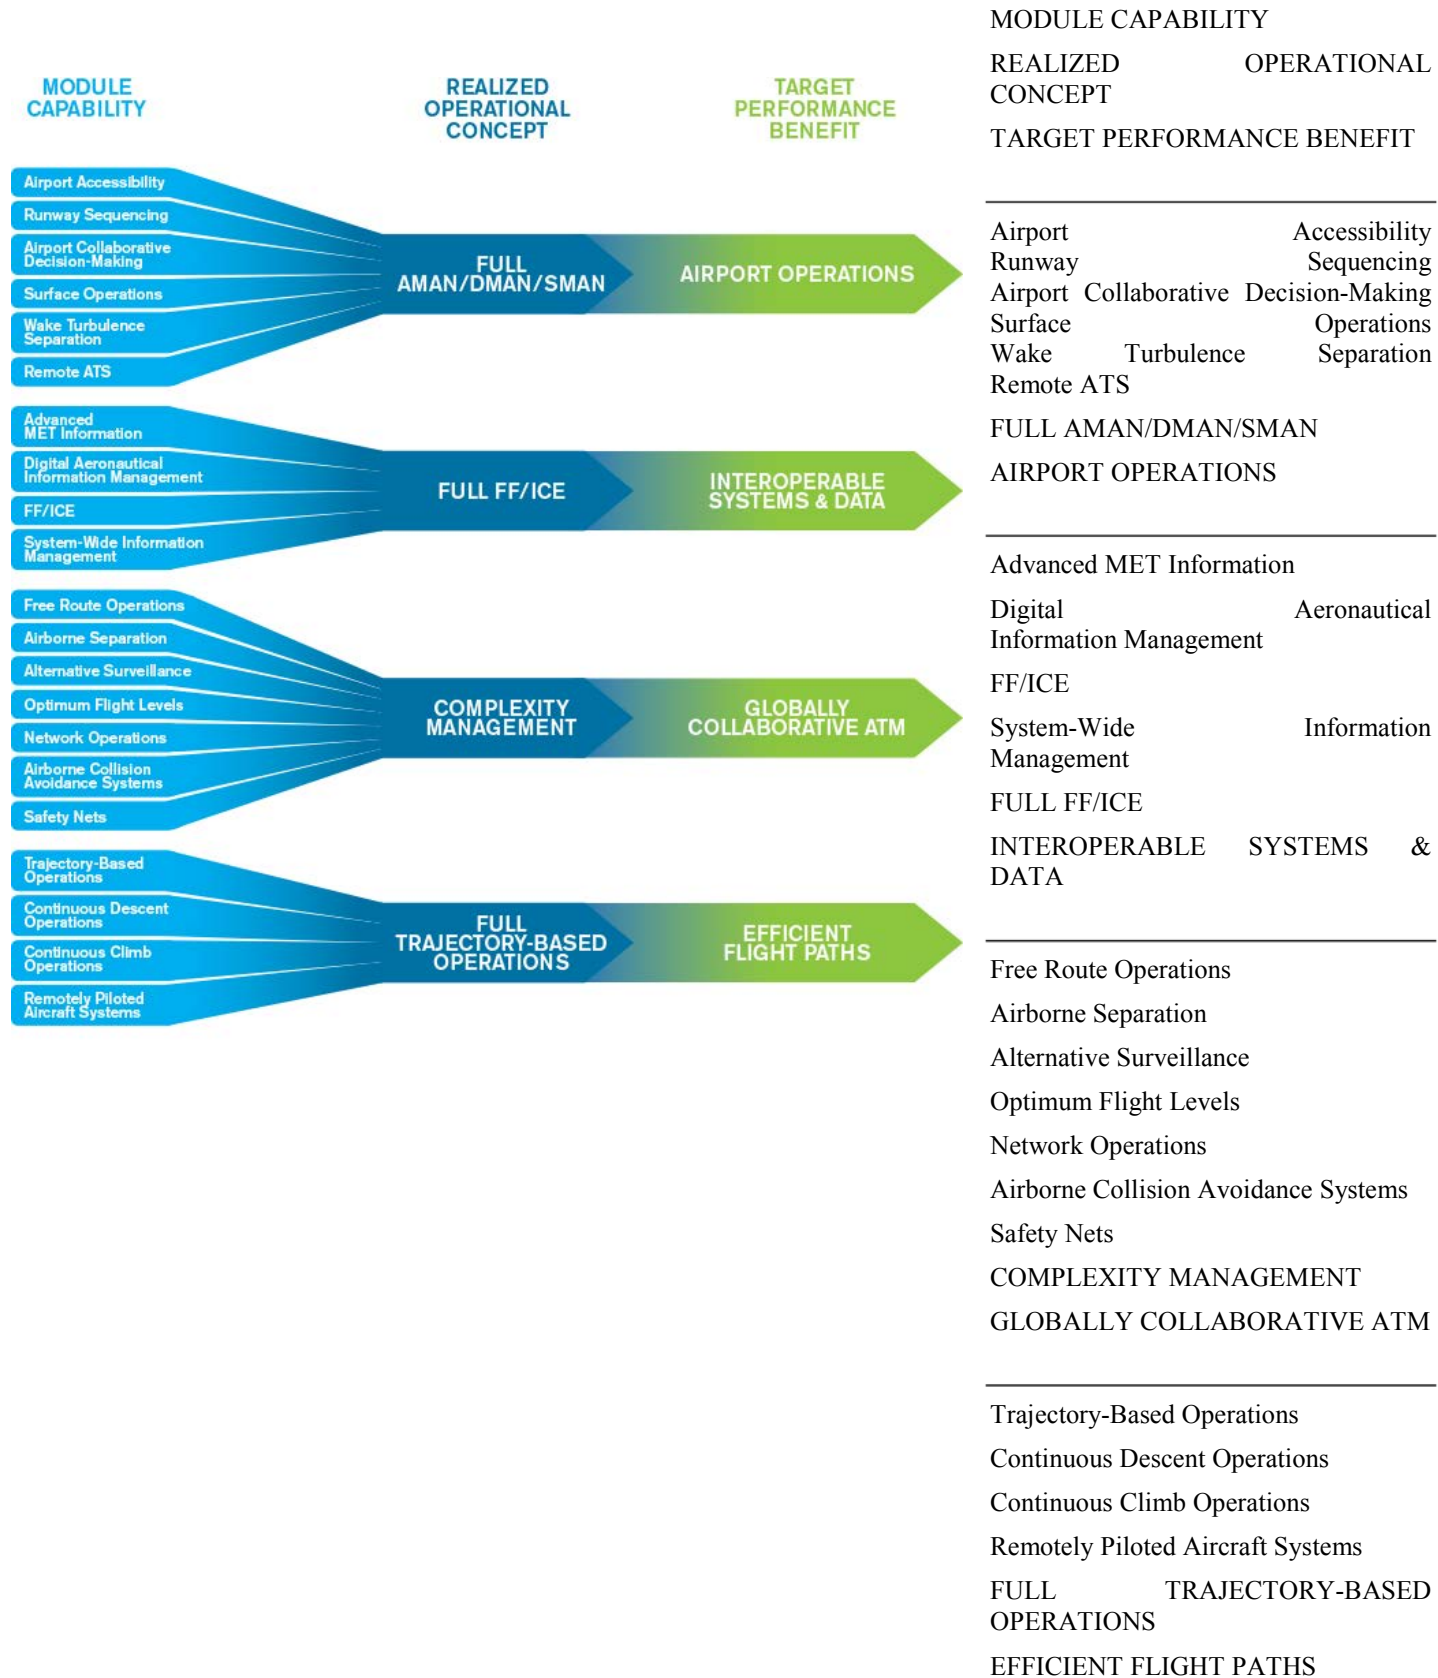 MODULE
CAPABILITY
REALIZED
OPERATIONAL
CONCEPT
TARGET
PERFORMANCE
BENEFIT
Airport Accessibility
Runway Sequencing
Airport Collaborative
Decision-Making
Surface Operations
Wake Turbulence
Separation
Remote ATS
FULL
AMAN/DMAN/SMAN
AIRPORT OPERATIONS
Advanced
MET Information
Digital Aeronautical
Information Management
FF/ICE
System-Wide Information
Management
FULL FF/ICE
INTEROPERABLE
SYSTEMS & DATA
Free Route Operations
Airborne Separation
Alternative Surveillance
Optimum Flight Levels
Network Operations
Airborne Collision
Avoidance Systems
Safety Nets
COMPLEXITY
MANAGEMENT
GLOBALLY
COLLABORATIVE ATM
Trajectory-Based
Operations
Continuous Descent
Operations
Continuous Climb
Operations
Remotely Piloted
Aircraft Systems
FULL
TRAJECTORY-BASED
OPERATIONS
EFFICIENT
FLIGHT PATHS
MODULE CAPABILITY
REALIZED OPERATIONAL
CONCEPT
TARGET PERFORMANCE BENEFIT
Airport Accessibility
Runway Sequencing
Airport Collaborative Decision-Making
Surface Operations
Wake Turbulence Separation
Remote ATS
FULL AMAN/DMAN/SMAN
AIRPORT OPERATIONS
Advanced MET Information
Digital Aeronautical
Information Management
FF/ICE
System-Wide Information
Management
FULL FF/ICE
INTEROPERABLE SYSTEMS &
DATA
Free Route Operations
Airborne Separation
Alternative Surveillance
Optimum Flight Levels
Network Operations
Airborne Collision Avoidance Systems
Safety Nets
COMPLEXITY MANAGEMENT
GLOBALLY COLLABORATIVE ATM
Trajectory-Based Operations
Continuous Descent Operations
Continuous Climb Operations
Remotely Piloted Aircraft Systems
FULL TRAJECTORY-BASED
OPERATIONS
EFFICIENT FLIGHT PATHS